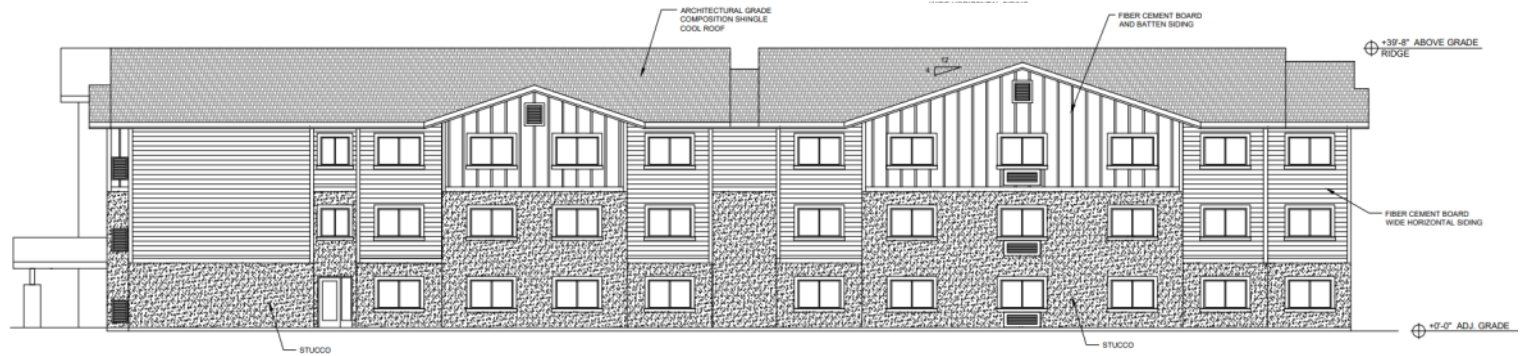 ARCHITECTURAL GRADE
COMPOSITION SHINGLE
COOL ROOF
FIBER CEMENT BOARD
AND BATTEN SIDING
+39'-8" ABOVE GRADE
RIDGE
12
4
FIBER CEMENT BOARD
WIDE HORIZONTAL SIDING
+0'-0" ADJ. GRADE
STUCCO
STUCCO